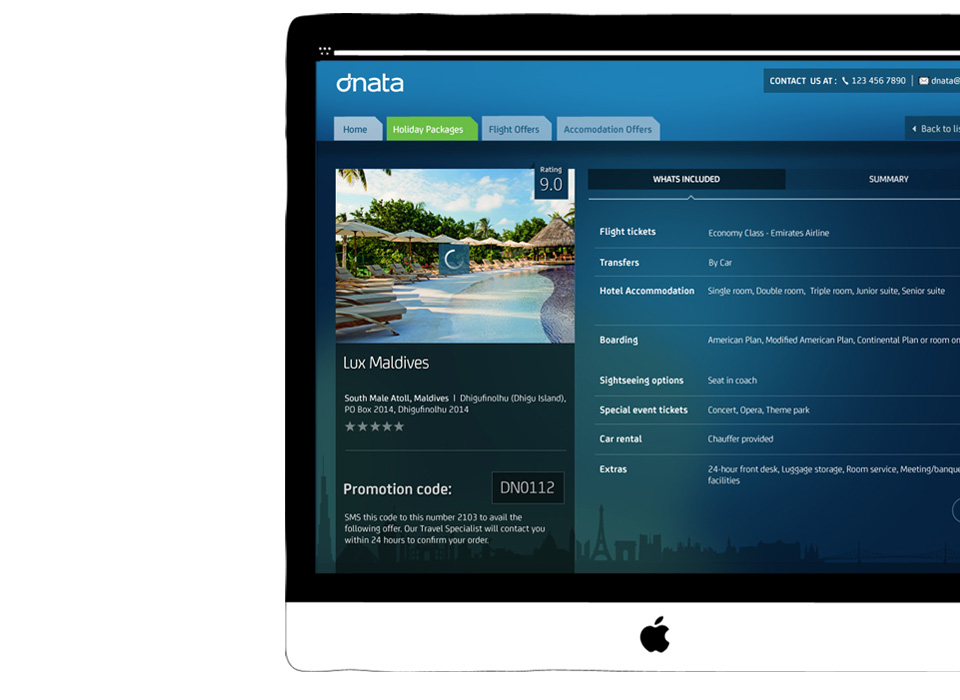 dnata
CONTACT US AT : 123 456 7890 | dnata@
Home
Holiday Packages
Flight Offers
Accomodation Offers
Back to lis
Rating
9.0
WHATS INCLUDED
SUMMARY
Flight tickets Economy Class - Emirates Airline
Transfers By Car
Hotel Accommodation Single room, Double room, Triple room, Junior suite, Senior suite
Boarding American Plan, Modified American Plan, Continental Plan or room on
Sightseeing options Seat in coach
Special event tickets Concert, Opera, Theme park
Car rental Chauffer provided
Extras 24-hour front desk, Luggage storage, Room service, Meeting/banque
facilities
Lux Maldives
South Male Atoll, Maldives | Dhigufinolhu (Dhigu Island),
PO Box 2014, Dhigufinolhu 2014
Promotion code: DN0112
SMS this code to this number 2103 to avail the
following offer. Our Travel Specialist will contact you
within 24 hours to confirm your order.